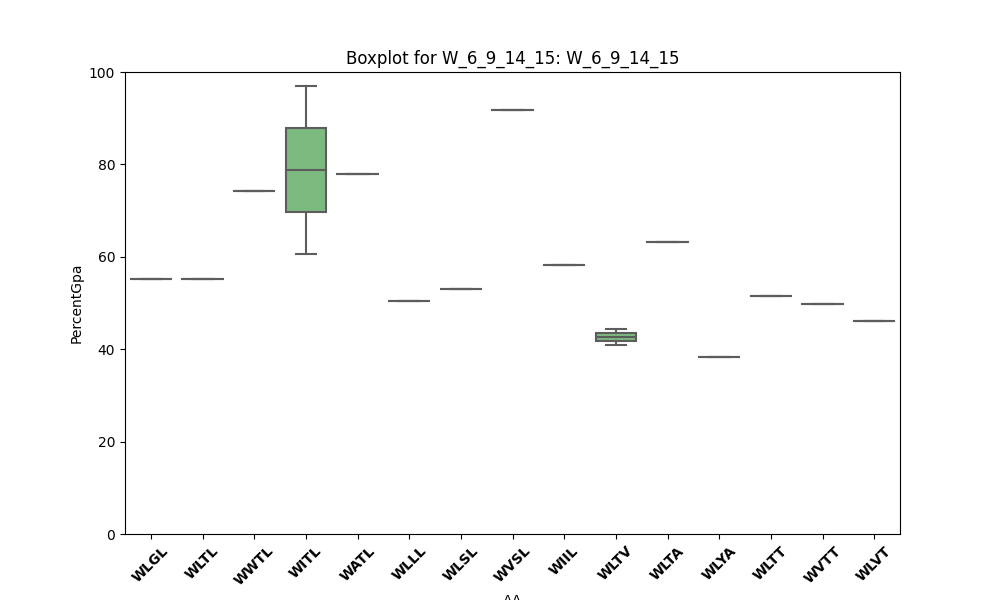 Boxplot for W_6_9_14_15: W_6_9_14_15
100
80
60
40
20
0
PercentGpa
WLGL
WLTL
WWTL
WITL
WATL
WLLL
WLSL
WVSL
WIIL
WLTV
WLTA
WLYA
WLTT
WVTT
WLVT
AA